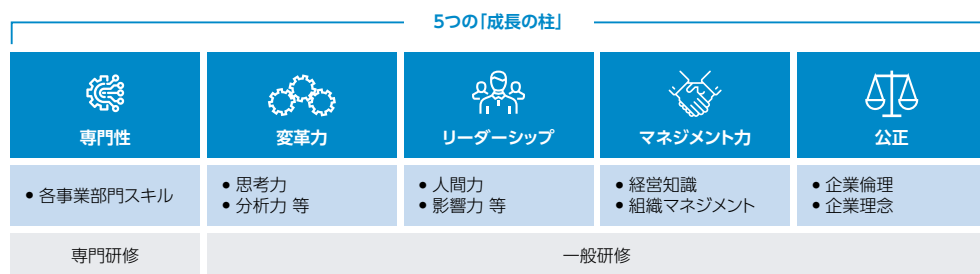 5つの「成長の柱」
専門性
変革力
リーダーシップ
マネジメント力
公正
• 各事業部門スキル
• 思考力
• 分析力 等
• 人間力
• 影響力 等
• 経営知識
• 組織マネジメント
• 企業倫理
• 企業理念
専門研修
一般研修